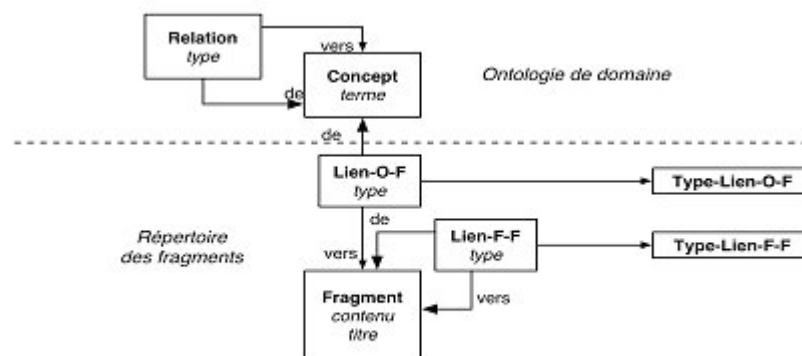 Relation
type
vers
Concept
terme
de
Ontologie de domaine
de
Lien-O-F
type
Type-Lien-O-F
de
Répertoire
des fragments
vers
Lien-F-F
type
Type-Lien-F-F
Fragment
contenu
titre
vers